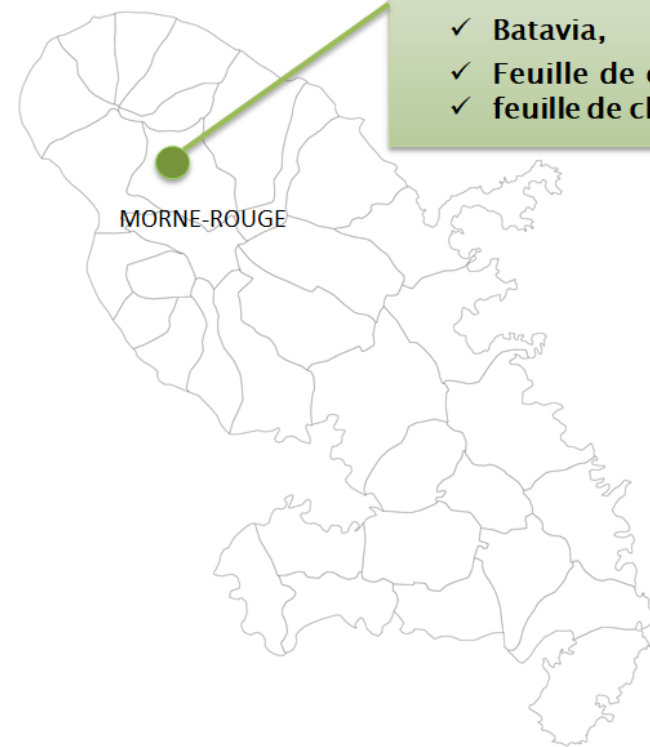 ✓ Batavia,
✓ Feuille de
✓ feuille de
MORNE-ROUGE